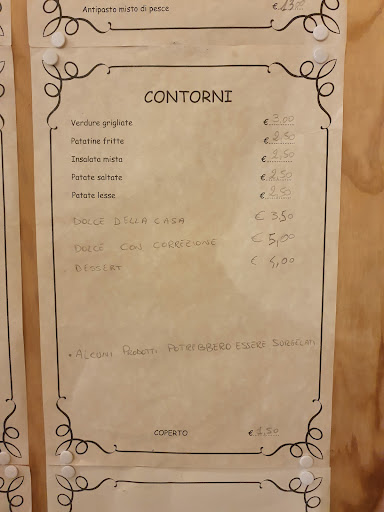 Antipasto misto di pesce €.13,00
CONTORNI
Verdure grigliate € 3,00
Patatine fritte € 2,50
Insalata mista € 2,50
Patate saltate € 2,50
Patate lesse € 2,50
DOLCE DELLA CASA € 3,50
DOLCE CON CORREZIONE € 5,00
DESSERT € 4,00
• ALCUNI PRODOTTI POTREBBERO ESSERE SURGELATI
COPERTO € 1,50